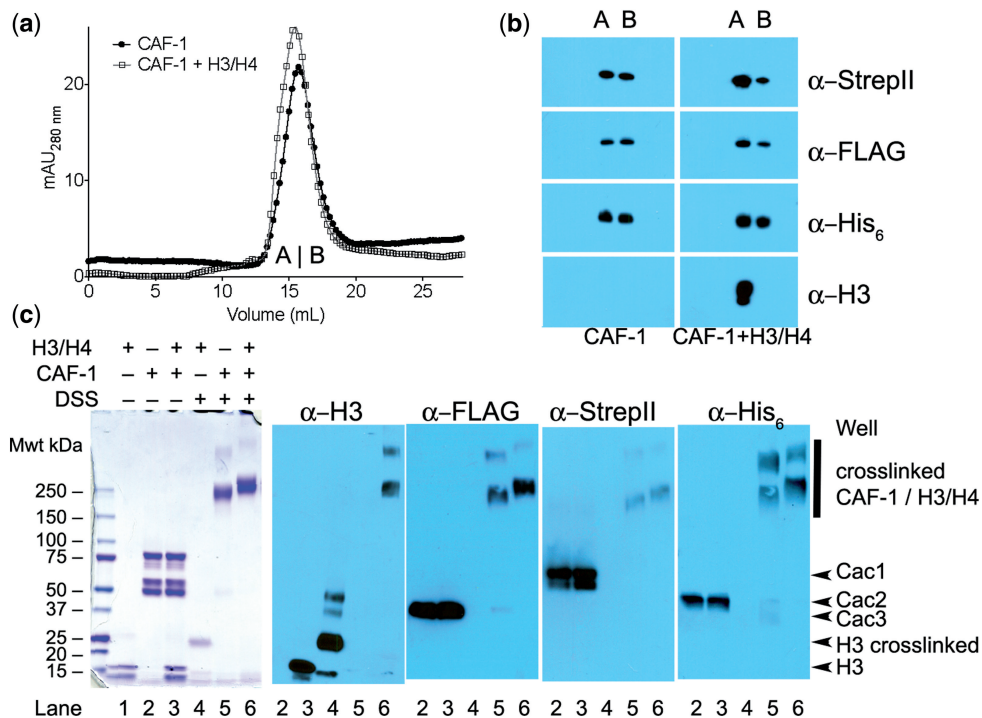 (a)
CAF-1
CAF-1 + H3/H4
mAU280 nm
20
10
0
A | B
0 5 10 15 20 25
Volume (mL)
(b)
A B A B
α–StrepII
α–FLAG
α–His6
α–H3
CAF-1 CAF-1+H3/H4
(c)
H3/H4 + – + + – +
CAF-1 – + + – + +
DSS – – – + + +
Mwt kDa
250
150
100
75
50
37
25
20
15
α–H3 α–FLAG α–StrepII α–His6
Well
crosslinked
CAF-1 / H3/H4
Cac1
Cac2
Cac3
H3 crosslinked
H3
Lane 1 2 3 4 5 6 2 3 4 5 6 2 3 4 5 6 2 3 4 5 6 2 3 4 5 6